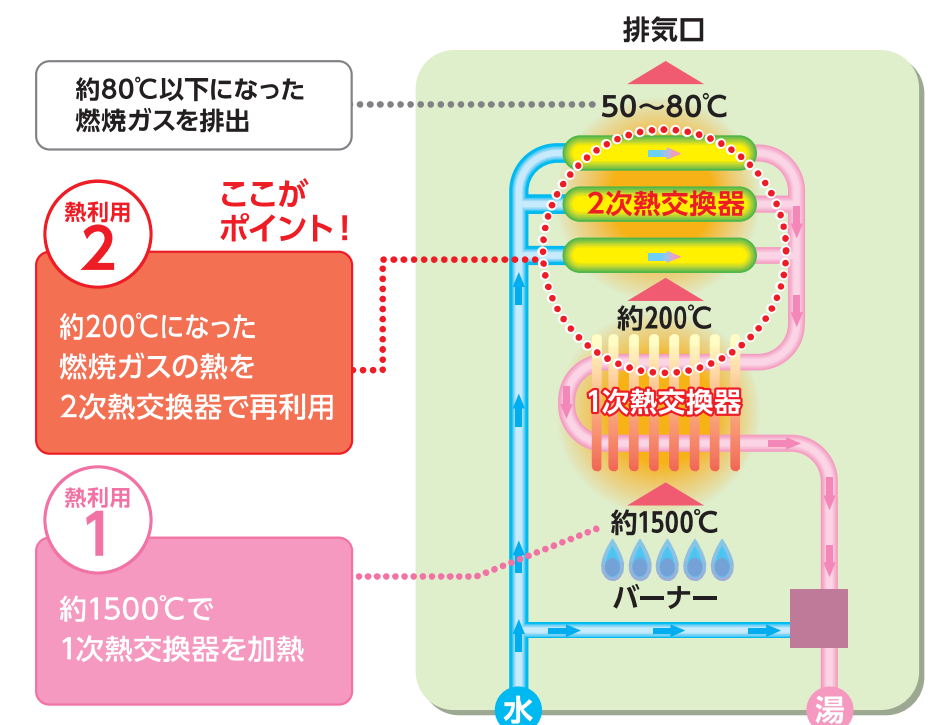 排気口
約80℃以下になった
燃焼ガスを排出
50〜80℃
熱利用
2
ここが
ポイント！
2次熱交換器
約200℃になった
燃焼ガスの熱を
2次熱交換器で再利用
約200℃
1次熱交換器
熱利用
1
約1500℃で
1次熱交換器を加熱
約1500℃
バーナー
水
湯